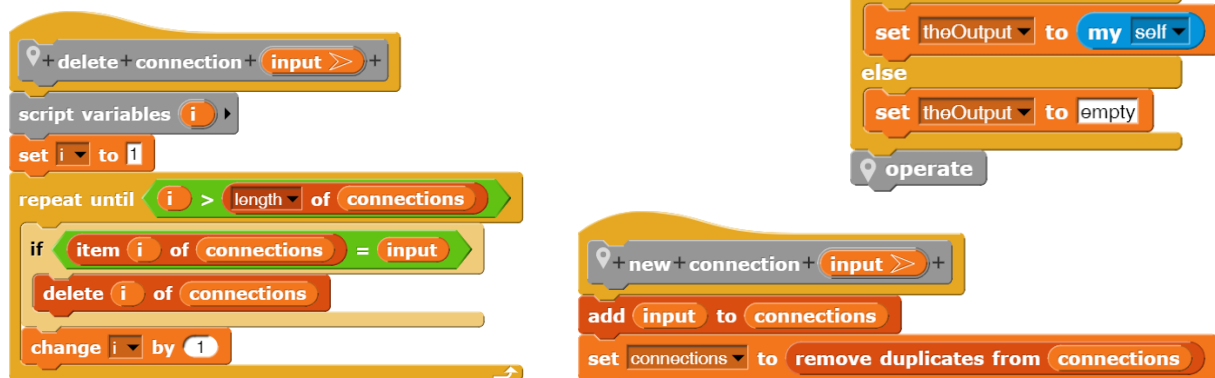 + delete + connection + input +
script variables i
set i to 1
repeat until i > length of connections
if item i of connections = input
delete i of connections
change i by 1
set theOutput to my self
else
set theOutput to empty
operate
+ new + connection + input +
add input to connections
set connections to remove duplicates from connections